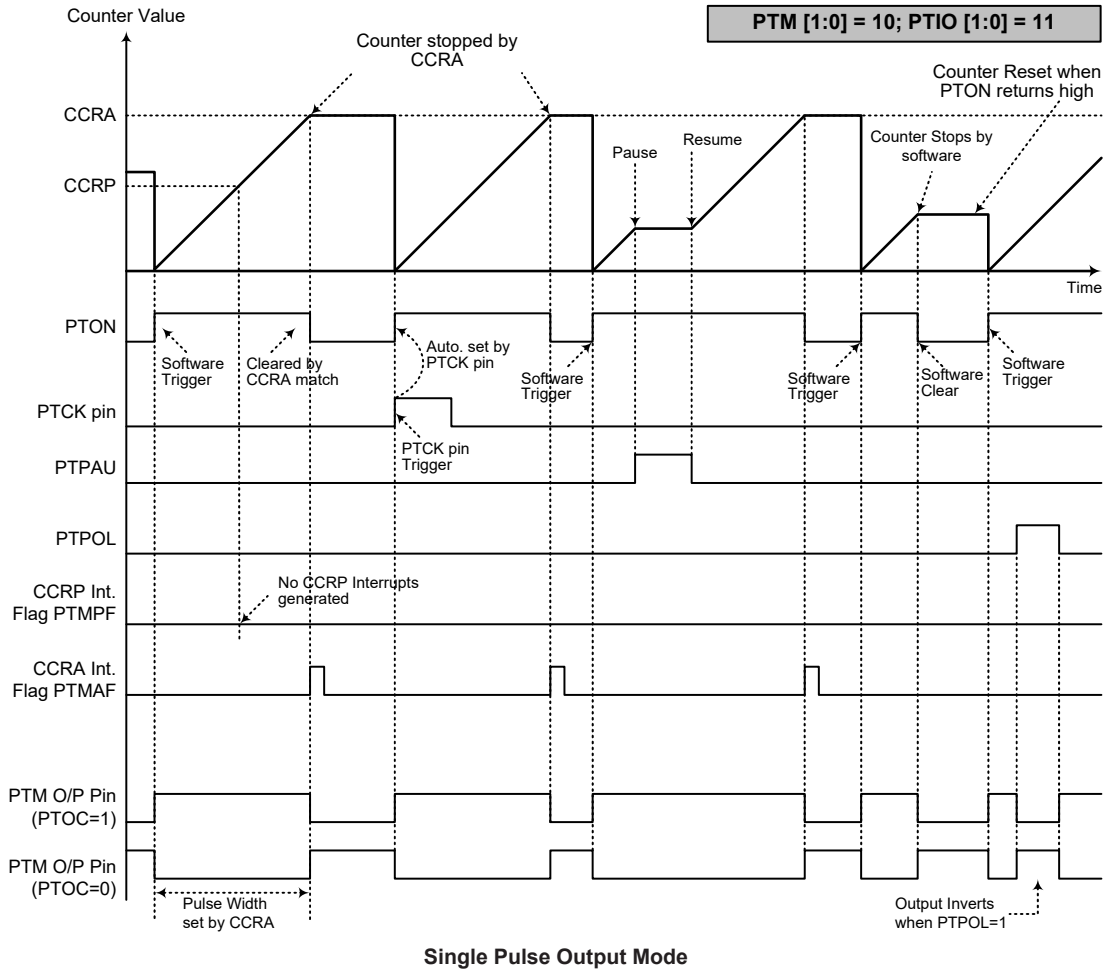 Counter Value
PTM [1:0] = 10; PTIO [1:0] = 11
Counter stopped by
CCRA
Counter Reset when
PTON returns high
CCRA
Pause
Resume
Counter Stops by
software
CCRP
Time
PTON
Software
Trigger
Cleared by
CCRA match
Auto. set by
PTCK pin
Software
Trigger
Software
Trigger
Software
Clear
Software
Trigger
PTCK pin
PTCK pin
Trigger
PTPAU
PTPOL
CCRP Int.
Flag PTMPF
No CCRP Interrupts
generated
CCRA Int.
Flag PTMAF
PTM O/P Pin
(PTOC=1)
PTM O/P Pin
(PTOC=0)
Pulse Width
set by CCRA
Output Inverts
when PTPOL=1
Single Pulse Output Mode